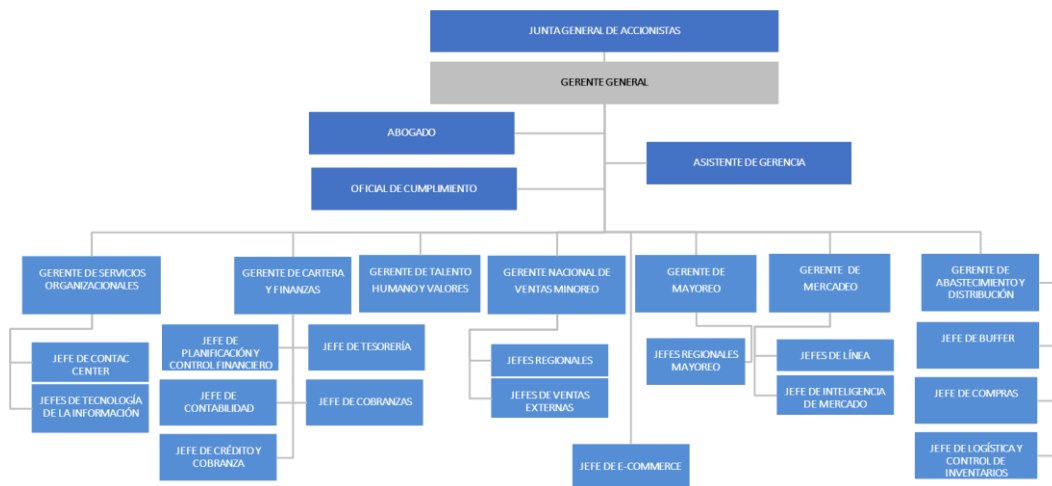 JUNTA GENERAL DE ACCIONISTAS
GERENTE GENERAL
ABOGADO
ASISTENTE DE GERENCIA
OFICIAL DE CUMPLIMIENTO
GERENTE DE SERVICIOS
ORGANIZACIONALES
GERENTE DE CARTERA
Y FINANZAS
GERENTE DE TALENTO
HUMANO Y VALORES
GERENTE NACIONAL DE
VENTAS MINOREO
GERENTE DE
MAYOREO
GERENTE DE
MERCADEO
GERENTE DE
ABASTECIMIENTO Y
DISTRIBUCIÓN
JEFE DE CONTAC
CENTER
JEFES DE TECNOLOGÍA
DE LA INFORMACIÓN
JEFE DE
PLANIFICACIÓN Y
CONTROL FINANCIERO
JEFE DE TESORERÍA
JEFE DE
CONTABILIDAD
JEFE DE COBRANZAS
JEFE DE CRÉDITO Y
COBRANZA
JEFES REGIONALES
JEFES DE VENTAS
EXTERNAS
JEFE DE E-COMMERCE
JEFES REGIONALES
MAYOREO
JEFES DE LÍNEA
JEFE DE INTELIGENCIA
DE MERCADO
JEFE DE BUFFER
JEFE DE COMPRAS
JEFE DE LOGÍSTICA Y
CONTROL DE
INVENTARIOS